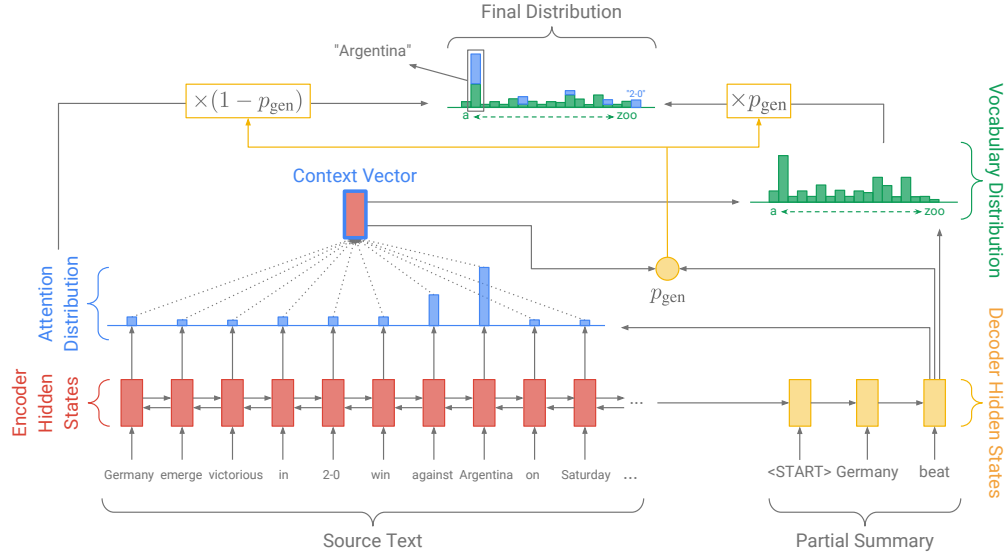 Final Distribution
"Argentina"
×(1 − p_gen)
×p_gen
"2-0"
a
zoo
Context Vector
Vocabulary Distribution
a
zoo
Attention
Distribution
p_gen
Encoder
Hidden
States
Decoder Hidden States
...
Germany emerge victorious in 2-0 win against Argentina on Saturday ...
<START> Germany beat
Source Text
Partial Summary